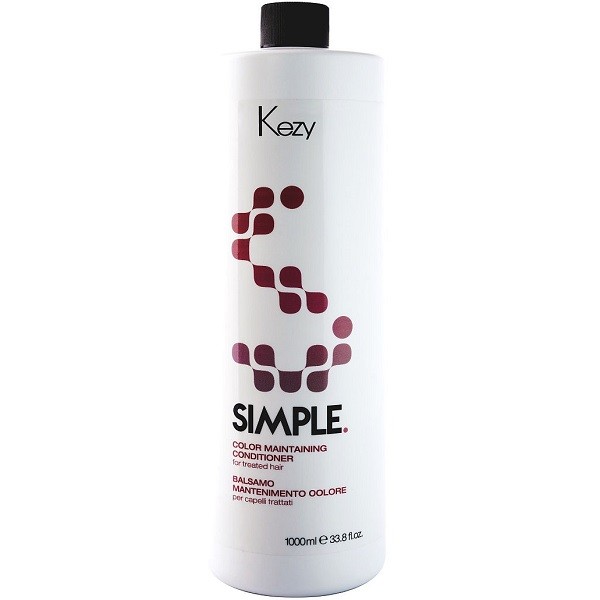 Kezy
SIMPLE.
COLOR MAINTAINING
CONDITIONER
for treated hair
BALSAMO
MANTENIMENTO COLORE
per capelli trattati
1000ml e 33.8 fl.oz.